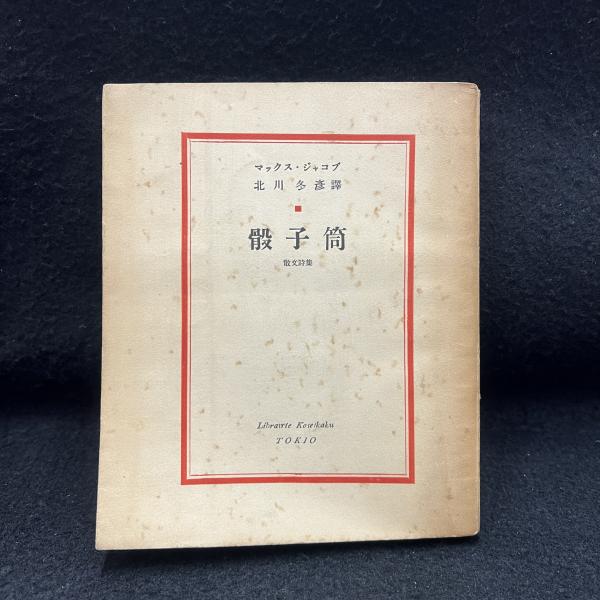 マックス・ジャコブ
北川冬彦譯
骰子筒
散文詩集
Librairie Koseikaku
TOKIO